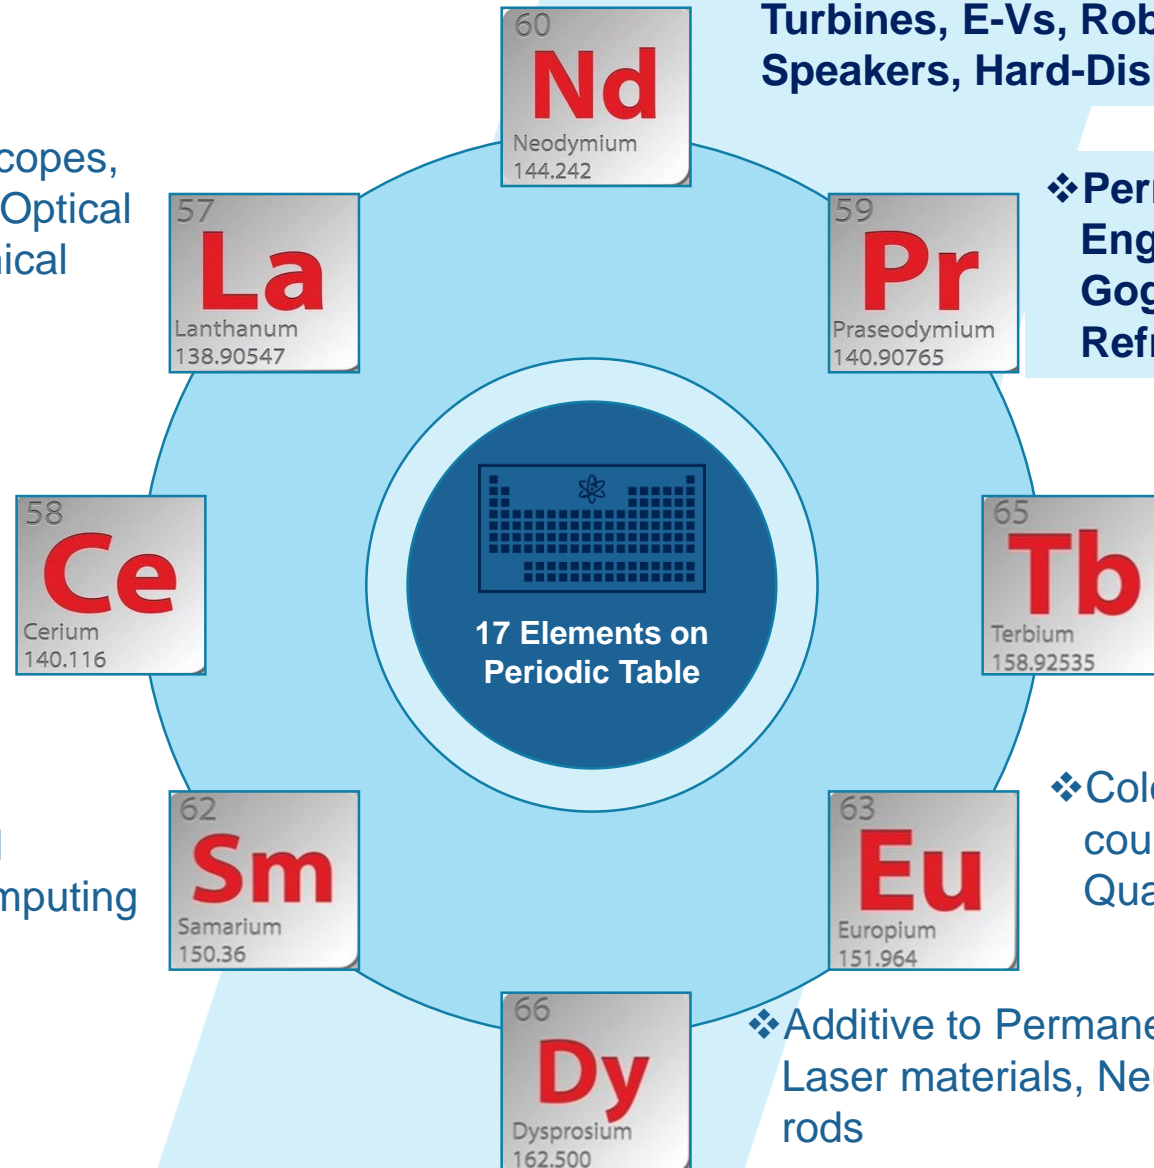 Turbines, E-Vs, Rob
Speakers, Hard-Dis
60
Nd
Neodymium
144.242
copes,
Optical
ical
57
La
Lanthanum
138.90547
59
Pr
Praseodymium
140.90765
❖Perr
Eng
Gog
Refr
58
Ce
Cerium
140.116
17 Elements on
Periodic Table
65
Tb
Terbium
158.92535
62
Sm
Samarium
150.36
mputing
63
Eu
Europium
151.964
❖Col
cou
Qua
66
Dy
Dysprosium
162.500
❖Additive to Permane
Laser materials, Neu
rods